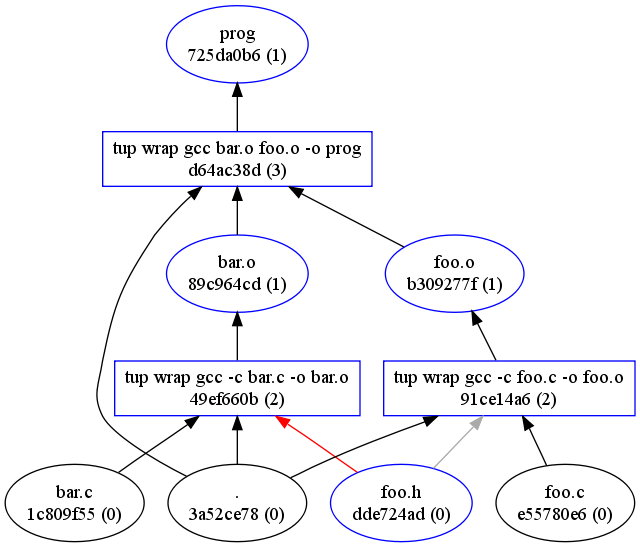 prog
725da0b6 (1)
tup wrap gcc bar.o foo.o -o prog
d64ac38d (3)
bar.o
89c964cd (1)
foo.o
b309277f (1)
tup wrap gcc -c bar.c -o bar.o
49ef660b (2)
tup wrap gcc -c foo.c -o foo.o
91ce14a6 (2)
bar.c
1c809f55 (0)
.
3a52ce78 (0)
foo.h
dde724ad (0)
foo.c
e55780e6 (0)